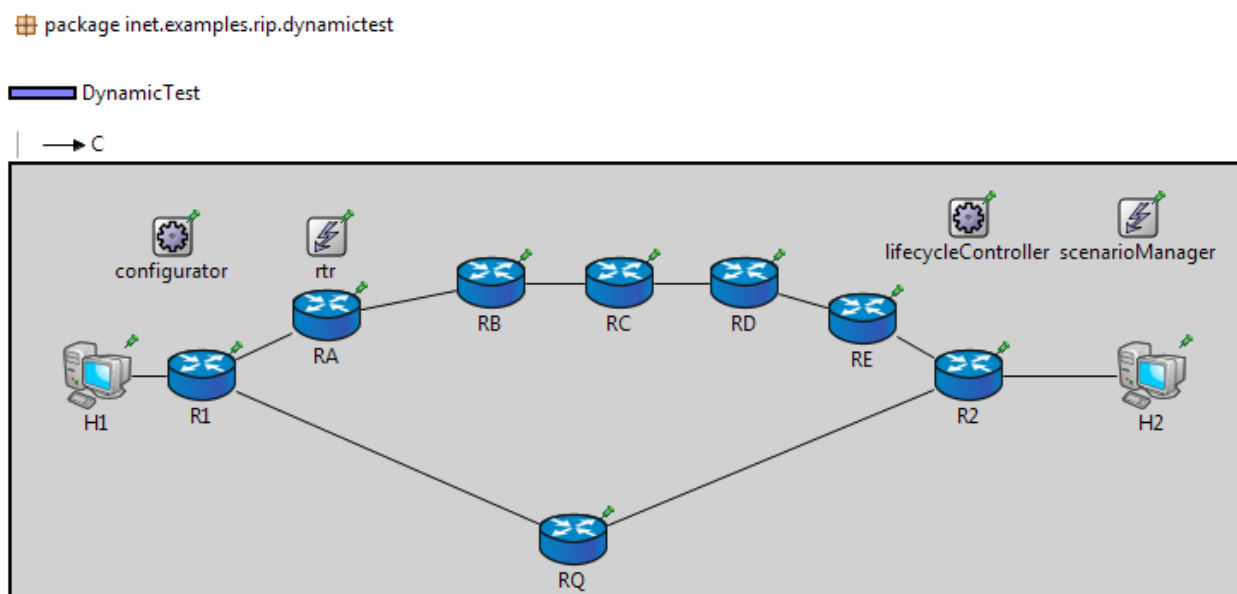 package inet.examples.rip.dynamictest
DynamicTest
C
configurator
rtr
lifecycleController
scenarioManager
RA
RB
RC
RD
RE
H1
R1
R2
H2
RQ